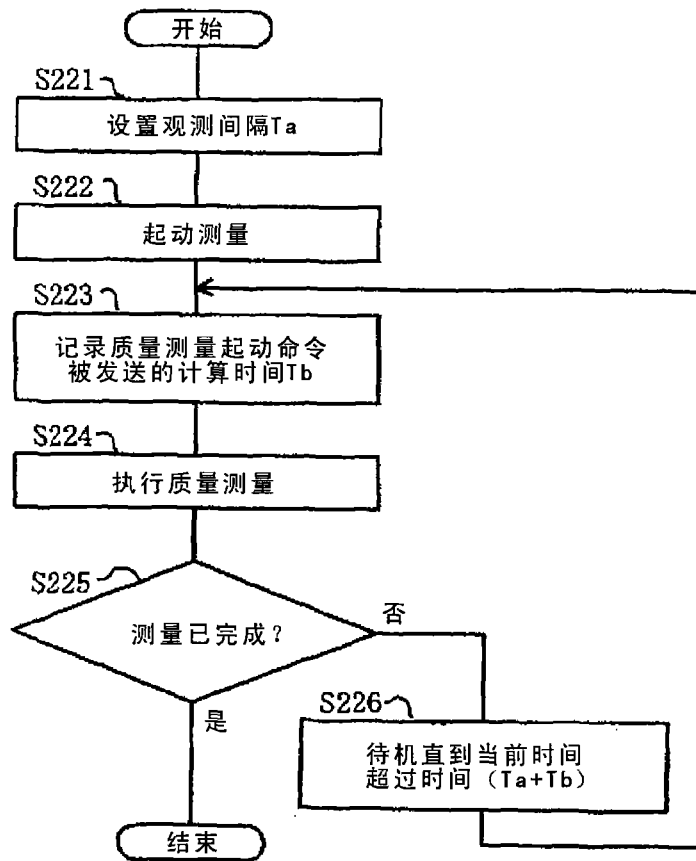 开始
S221
设置观测间隔Ta
S222
起动测量
S223
记录质量测量起动命令
被发送的计算时间Tb
S224
执行质量测量
S225
测量已完成?
否
是
S226
待机直到当前时间
超过时间（Ta+Tb）
结束